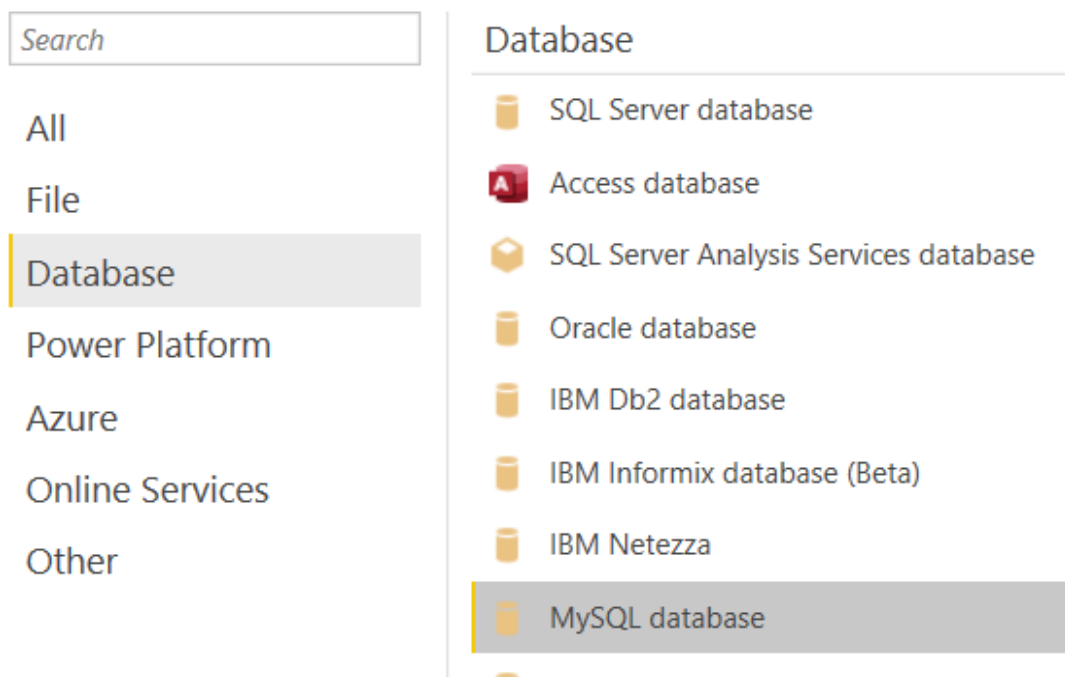 Search
All
File
Database
Power Platform
Azure
Online Services
Other
Database
SQL Server database
A
Access database
SQL Server Analysis Services database
Oracle database
IBM Db2 database
IBM Informix database (Beta)
IBM Netezza
MySQL database